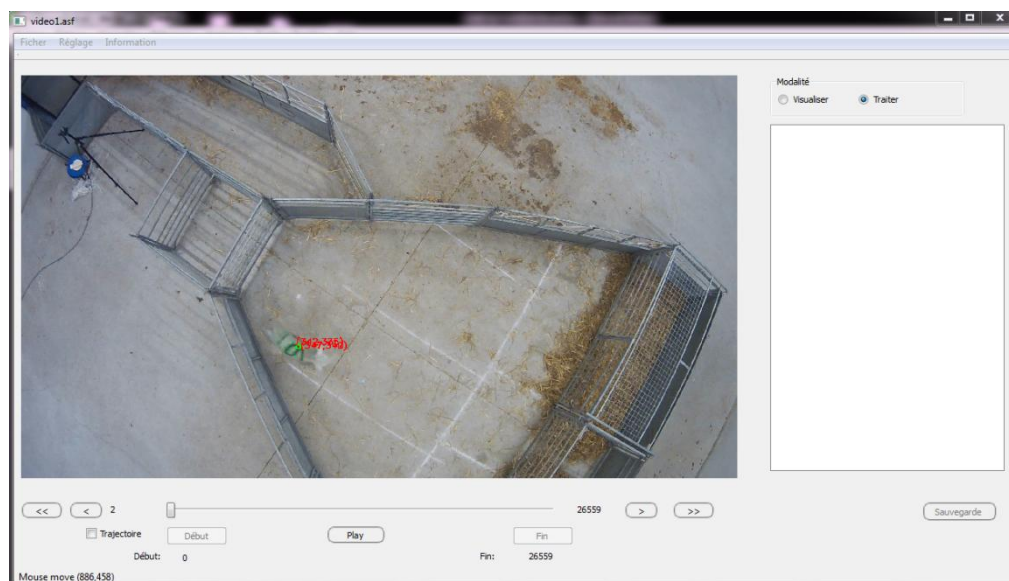 video1.asf
Ficher Réglage Information
Modalité
Visualiser Traiter
<< < 2 26559 > >> Sauvegarde
Trajectoire Début Play Fin
Début: 0 Fin: 26559
Mouse move (886,458)